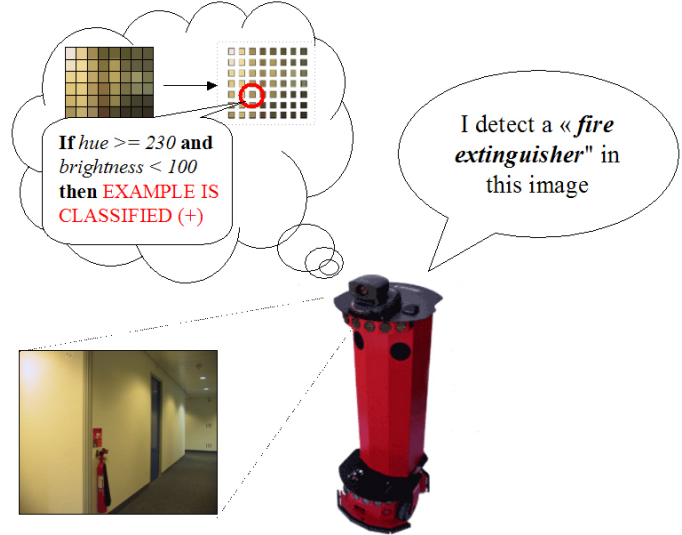 If hue >= 230 and
brightness < 100
then EXAMPLE IS
CLASSIFIED (+)
I detect a « fire
extinguisher" in
this image